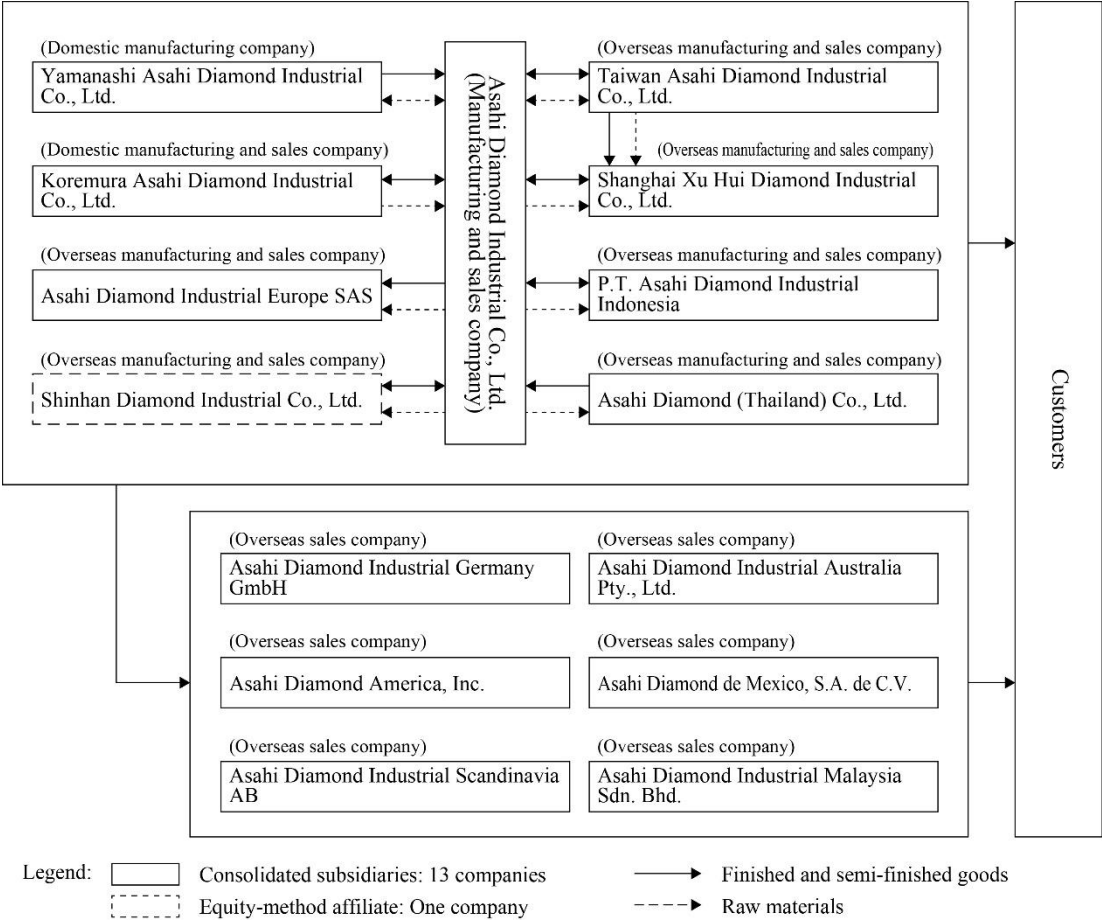 (Domestic manufacturing company)
Yamanashi Asahi Diamond Industrial
Co., Ltd.
(Domestic manufacturing and sales company)
Koremura Asahi Diamond Industrial
Co., Ltd.
(Overseas manufacturing and sales company)
Asahi Diamond Industrial Europe SAS
(Overseas manufacturing and sales company)
Shinhan Diamond Industrial Co., Ltd.
Asahi Diamond Industrial Co., Ltd.
(Manufacturing and sales company)
(Overseas manufacturing and sales company)
Taiwan Asahi Diamond Industrial
Co., Ltd.
(Overseas manufacturing and sales company)
Shanghai Xu Hui Diamond Industrial
Co., Ltd.
(Overseas manufacturing and sales company)
P.T. Asahi Diamond Industrial
Indonesia
(Overseas manufacturing and sales company)
Asahi Diamond (Thailand) Co., Ltd.
Customers
(Overseas sales company)
Asahi Diamond Industrial Germany
GmbH
(Overseas sales company)
Asahi Diamond Industrial Australia
Pty., Ltd.
(Overseas sales company)
Asahi Diamond America, Inc.
(Overseas sales company)
Asahi Diamond de Mexico, S.A. de C.V.
(Overseas sales company)
Asahi Diamond Industrial Scandinavia
AB
(Overseas sales company)
Asahi Diamond Industrial Malaysia
Sdn. Bhd.
Legend:
Consolidated subsidiaries: 13 companies
Finished and semi-finished goods
Equity-method affiliate: One company
Raw materials